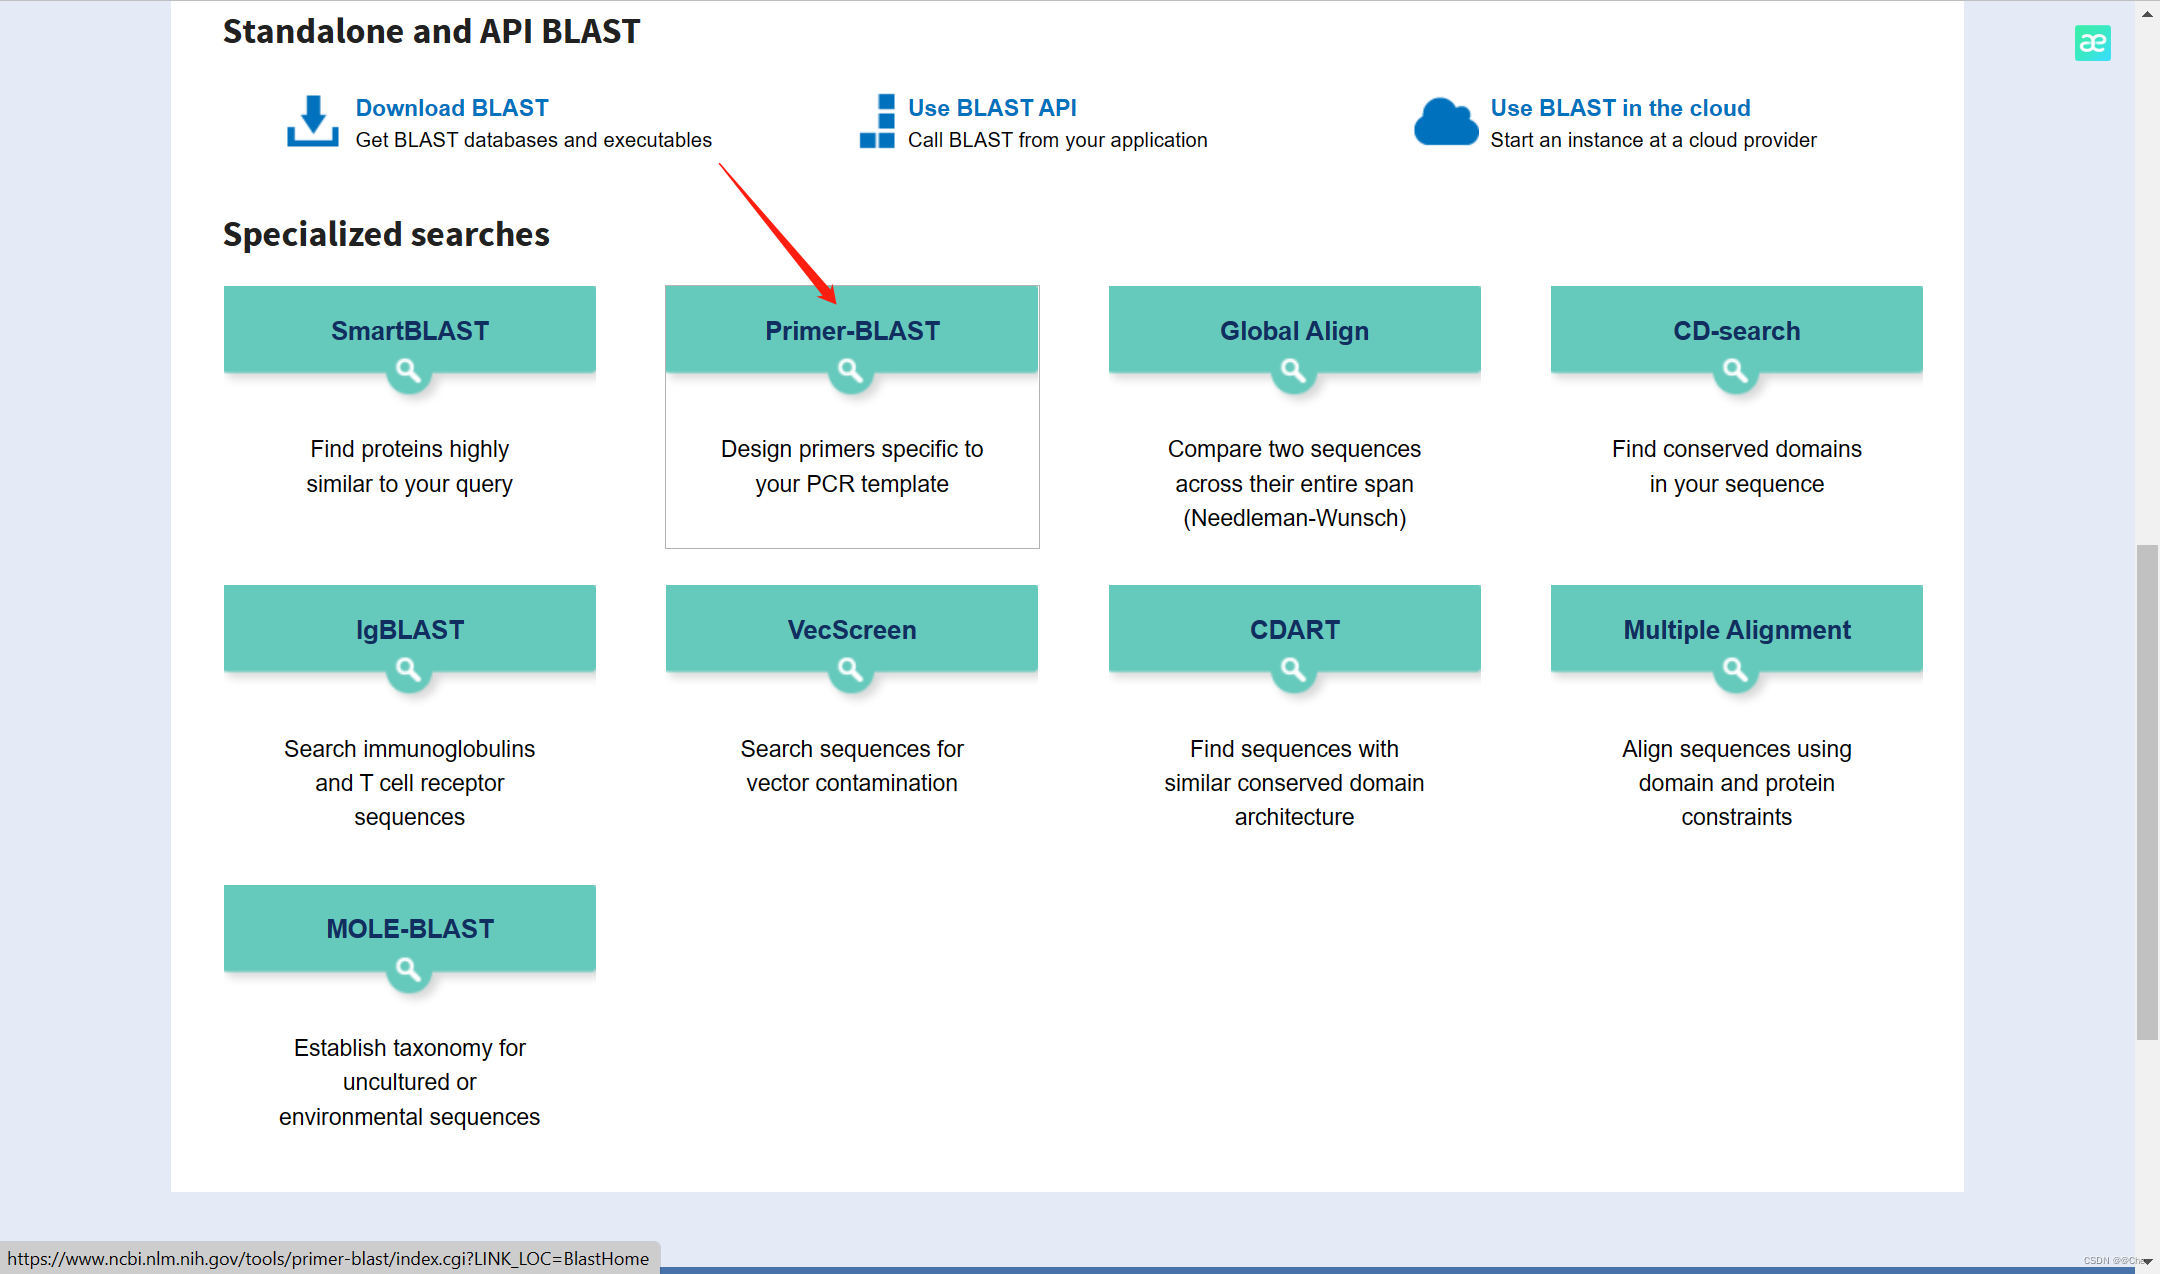 Standalone and API BLAST
æ
Download BLAST
Get BLAST databases and executables
Use BLAST API
Call BLAST from your application
Use BLAST in the cloud
Start an instance at a cloud provider
Specialized searches
SmartBLAST
Find proteins highly
similar to your query
Primer-BLAST
Design primers specific to
your PCR template
Global Align
Compare two sequences
across their entire span
(Needleman-Wunsch)
CD-search
Find conserved domains
in your sequence
IgBLAST
Search immunoglobulins
and T cell receptor
sequences
VecScreen
Search sequences for
vector contamination
CDART
Find sequences with
similar conserved domain
architecture
Multiple Alignment
Align sequences using
domain and protein
constraints
MOLE-BLAST
Establish taxonomy for
uncultured or
environmental sequences
https://www.ncbi.nlm.nih.gov/tools/primer-blast/index.cgi?LINK_LOC=BlastHome
CSDN